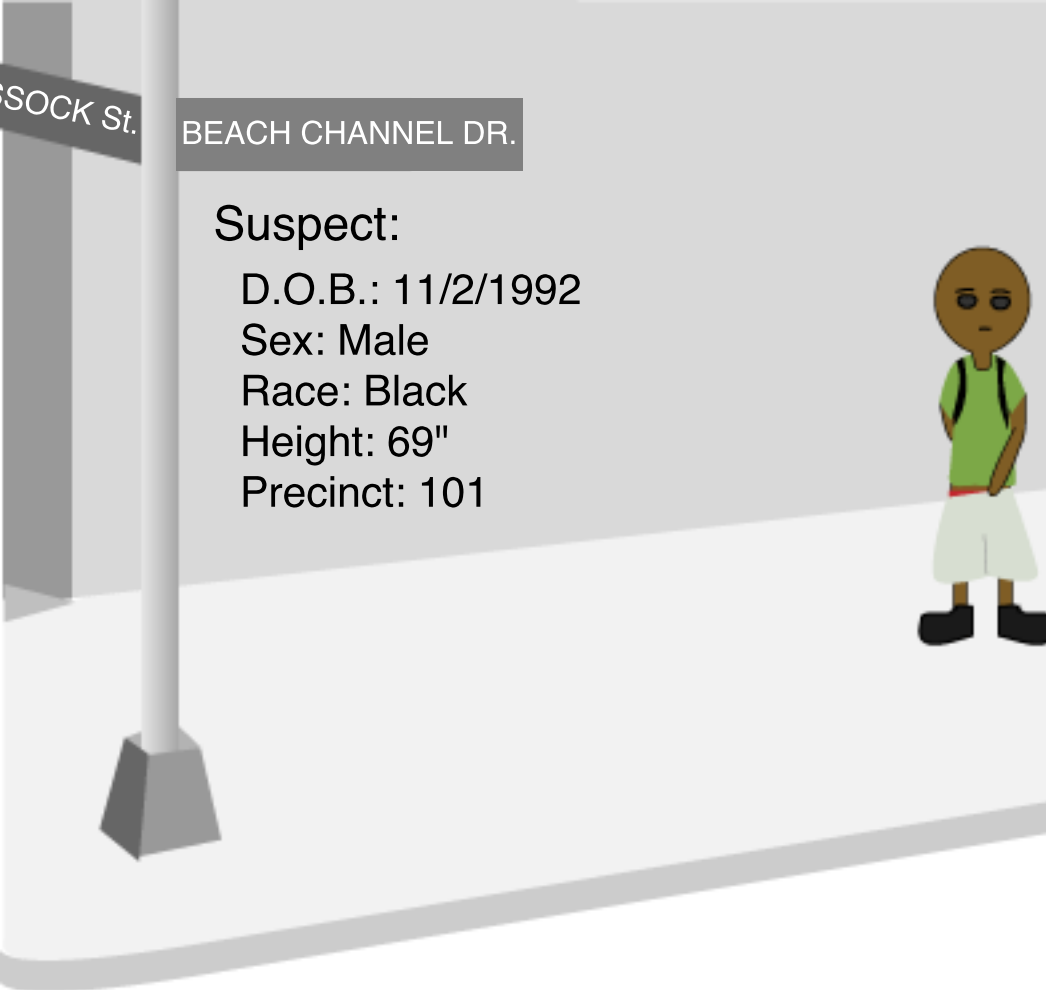 SSOCK St.
BEACH CHANNEL DR.
Suspect:
D.O.B.: 11/2/1992
Sex: Male
Race: Black
Height: 69"
Precinct: 101